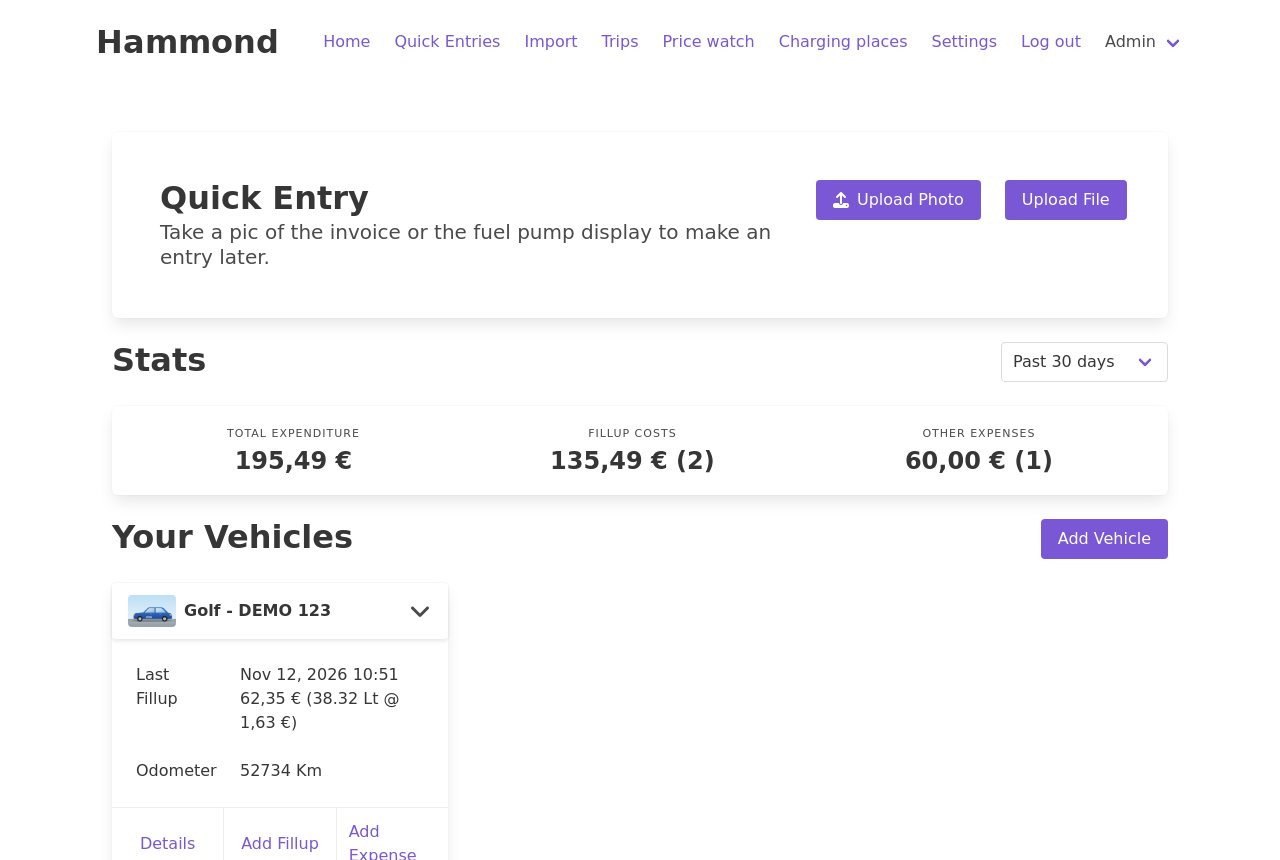 Hammond
Home Quick Entries Import Trips Price watch Charging places Settings Log out Admin
Quick Entry
Upload Photo
Upload File
Take a pic of the invoice or the fuel pump display to make an
entry later.
Stats
Past 30 days
TOTAL EXPENDITURE
195,49 €
FILLUP COSTS
135,49 € (2)
OTHER EXPENSES
60,00 € (1)
Your Vehicles
Add Vehicle
Golf - DEMO 123
Last
Fillup
Nov 12, 2026 10:51
62,35 € (38.32 Lt @
1,63 €)
Odometer
52734 Km
Details
Add Fillup
Add
Expense